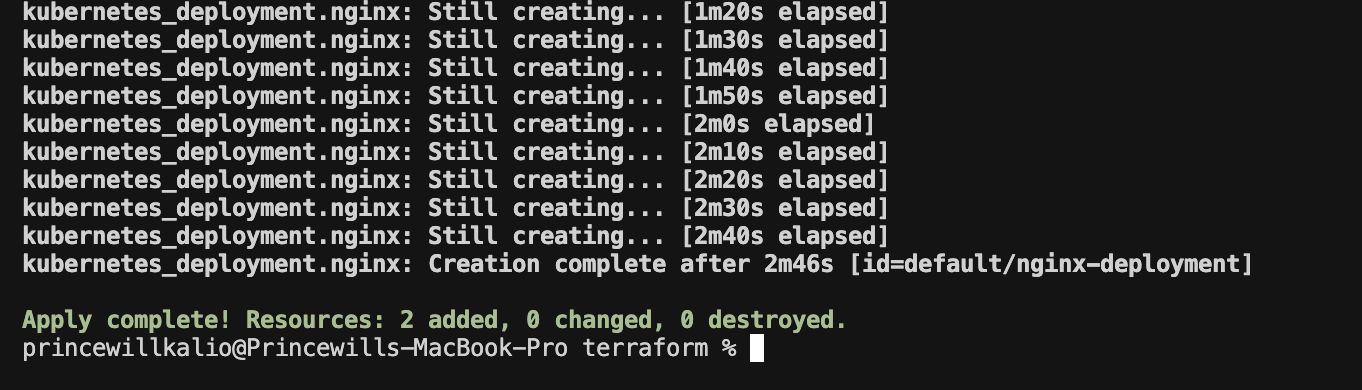 kubernetes_deployment.nginx: Still creating... [1m20s elapsed]
kubernetes_deployment.nginx: Still creating... [1m30s elapsed]
kubernetes_deployment.nginx: Still creating... [1m40s elapsed]
kubernetes_deployment.nginx: Still creating... [1m50s elapsed]
kubernetes_deployment.nginx: Still creating... [2m0s elapsed]
kubernetes_deployment.nginx: Still creating... [2m10s elapsed]
kubernetes_deployment.nginx: Still creating... [2m20s elapsed]
kubernetes_deployment.nginx: Still creating... [2m30s elapsed]
kubernetes_deployment.nginx: Still creating... [2m40s elapsed]
kubernetes_deployment.nginx: Creation complete after 2m46s [id=default/nginx-deployment]
Apply complete! Resources: 2 added, 0 changed, 0 destroyed.
princewillkalio@Princewills-MacBook-Pro terraform %